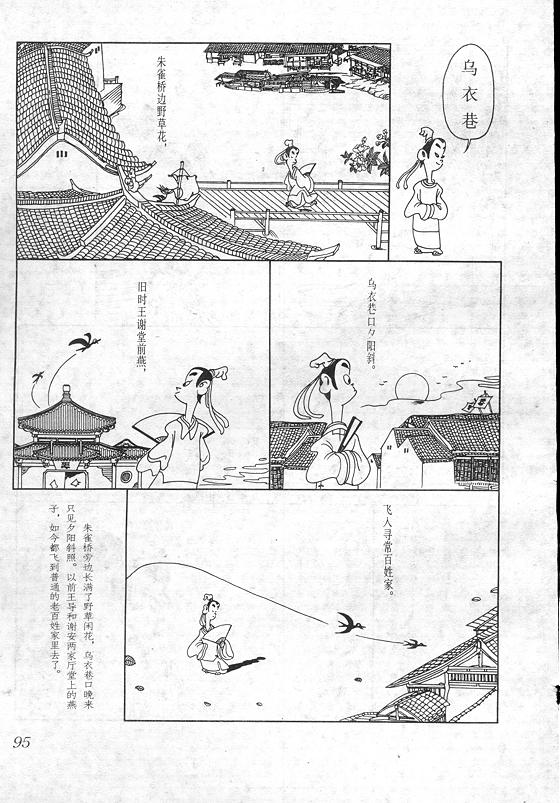 乌衣巷
朱雀桥边野草花，
乌衣巷口夕阳斜。
旧时王谢堂前燕，
飞入寻常百姓家。
朱雀桥旁边长满了野草闲花，乌衣巷口晚来
只见夕阳斜照。以前王导和谢安两家厅堂上的燕
子，如今都飞到普通的老百姓家里去了。
95